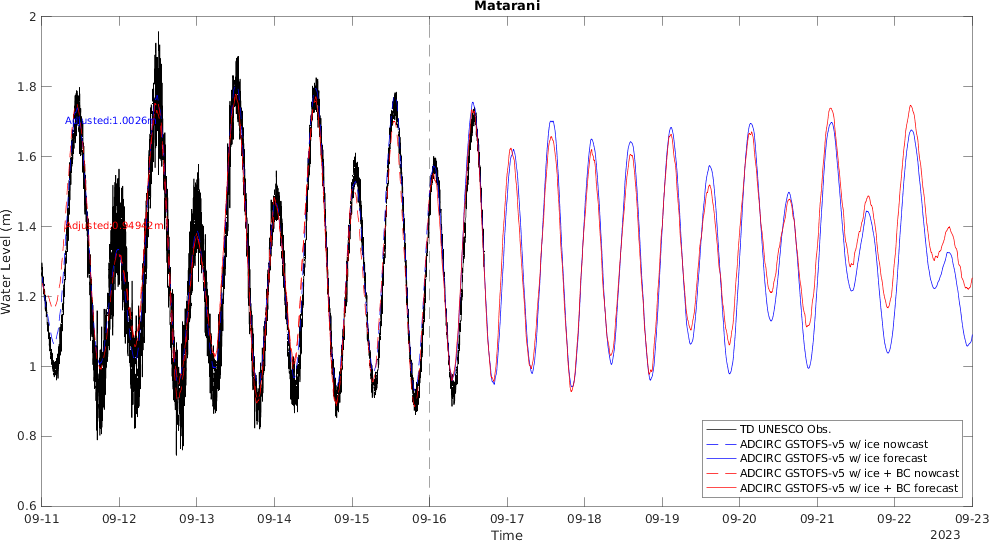 Matarani
2
1.8
1.6
1.4
1.2
1
0.8
0.6
Water Level (m)
Adjusted:1.0026m
Adjusted:0.94942m
TD UNESCO Obs.
ADCIRC GSTOFS-v5 w/ ice nowcast
ADCIRC GSTOFS-v5 w/ ice forecast
ADCIRC GSTOFS-v5 w/ ice + BC nowcast
ADCIRC GSTOFS-v5 w/ ice + BC forecast
09-11 09-12 09-13 09-14 09-15 09-16 09-17 09-18 09-19 09-20 09-21 09-22 09-23
Time
2023